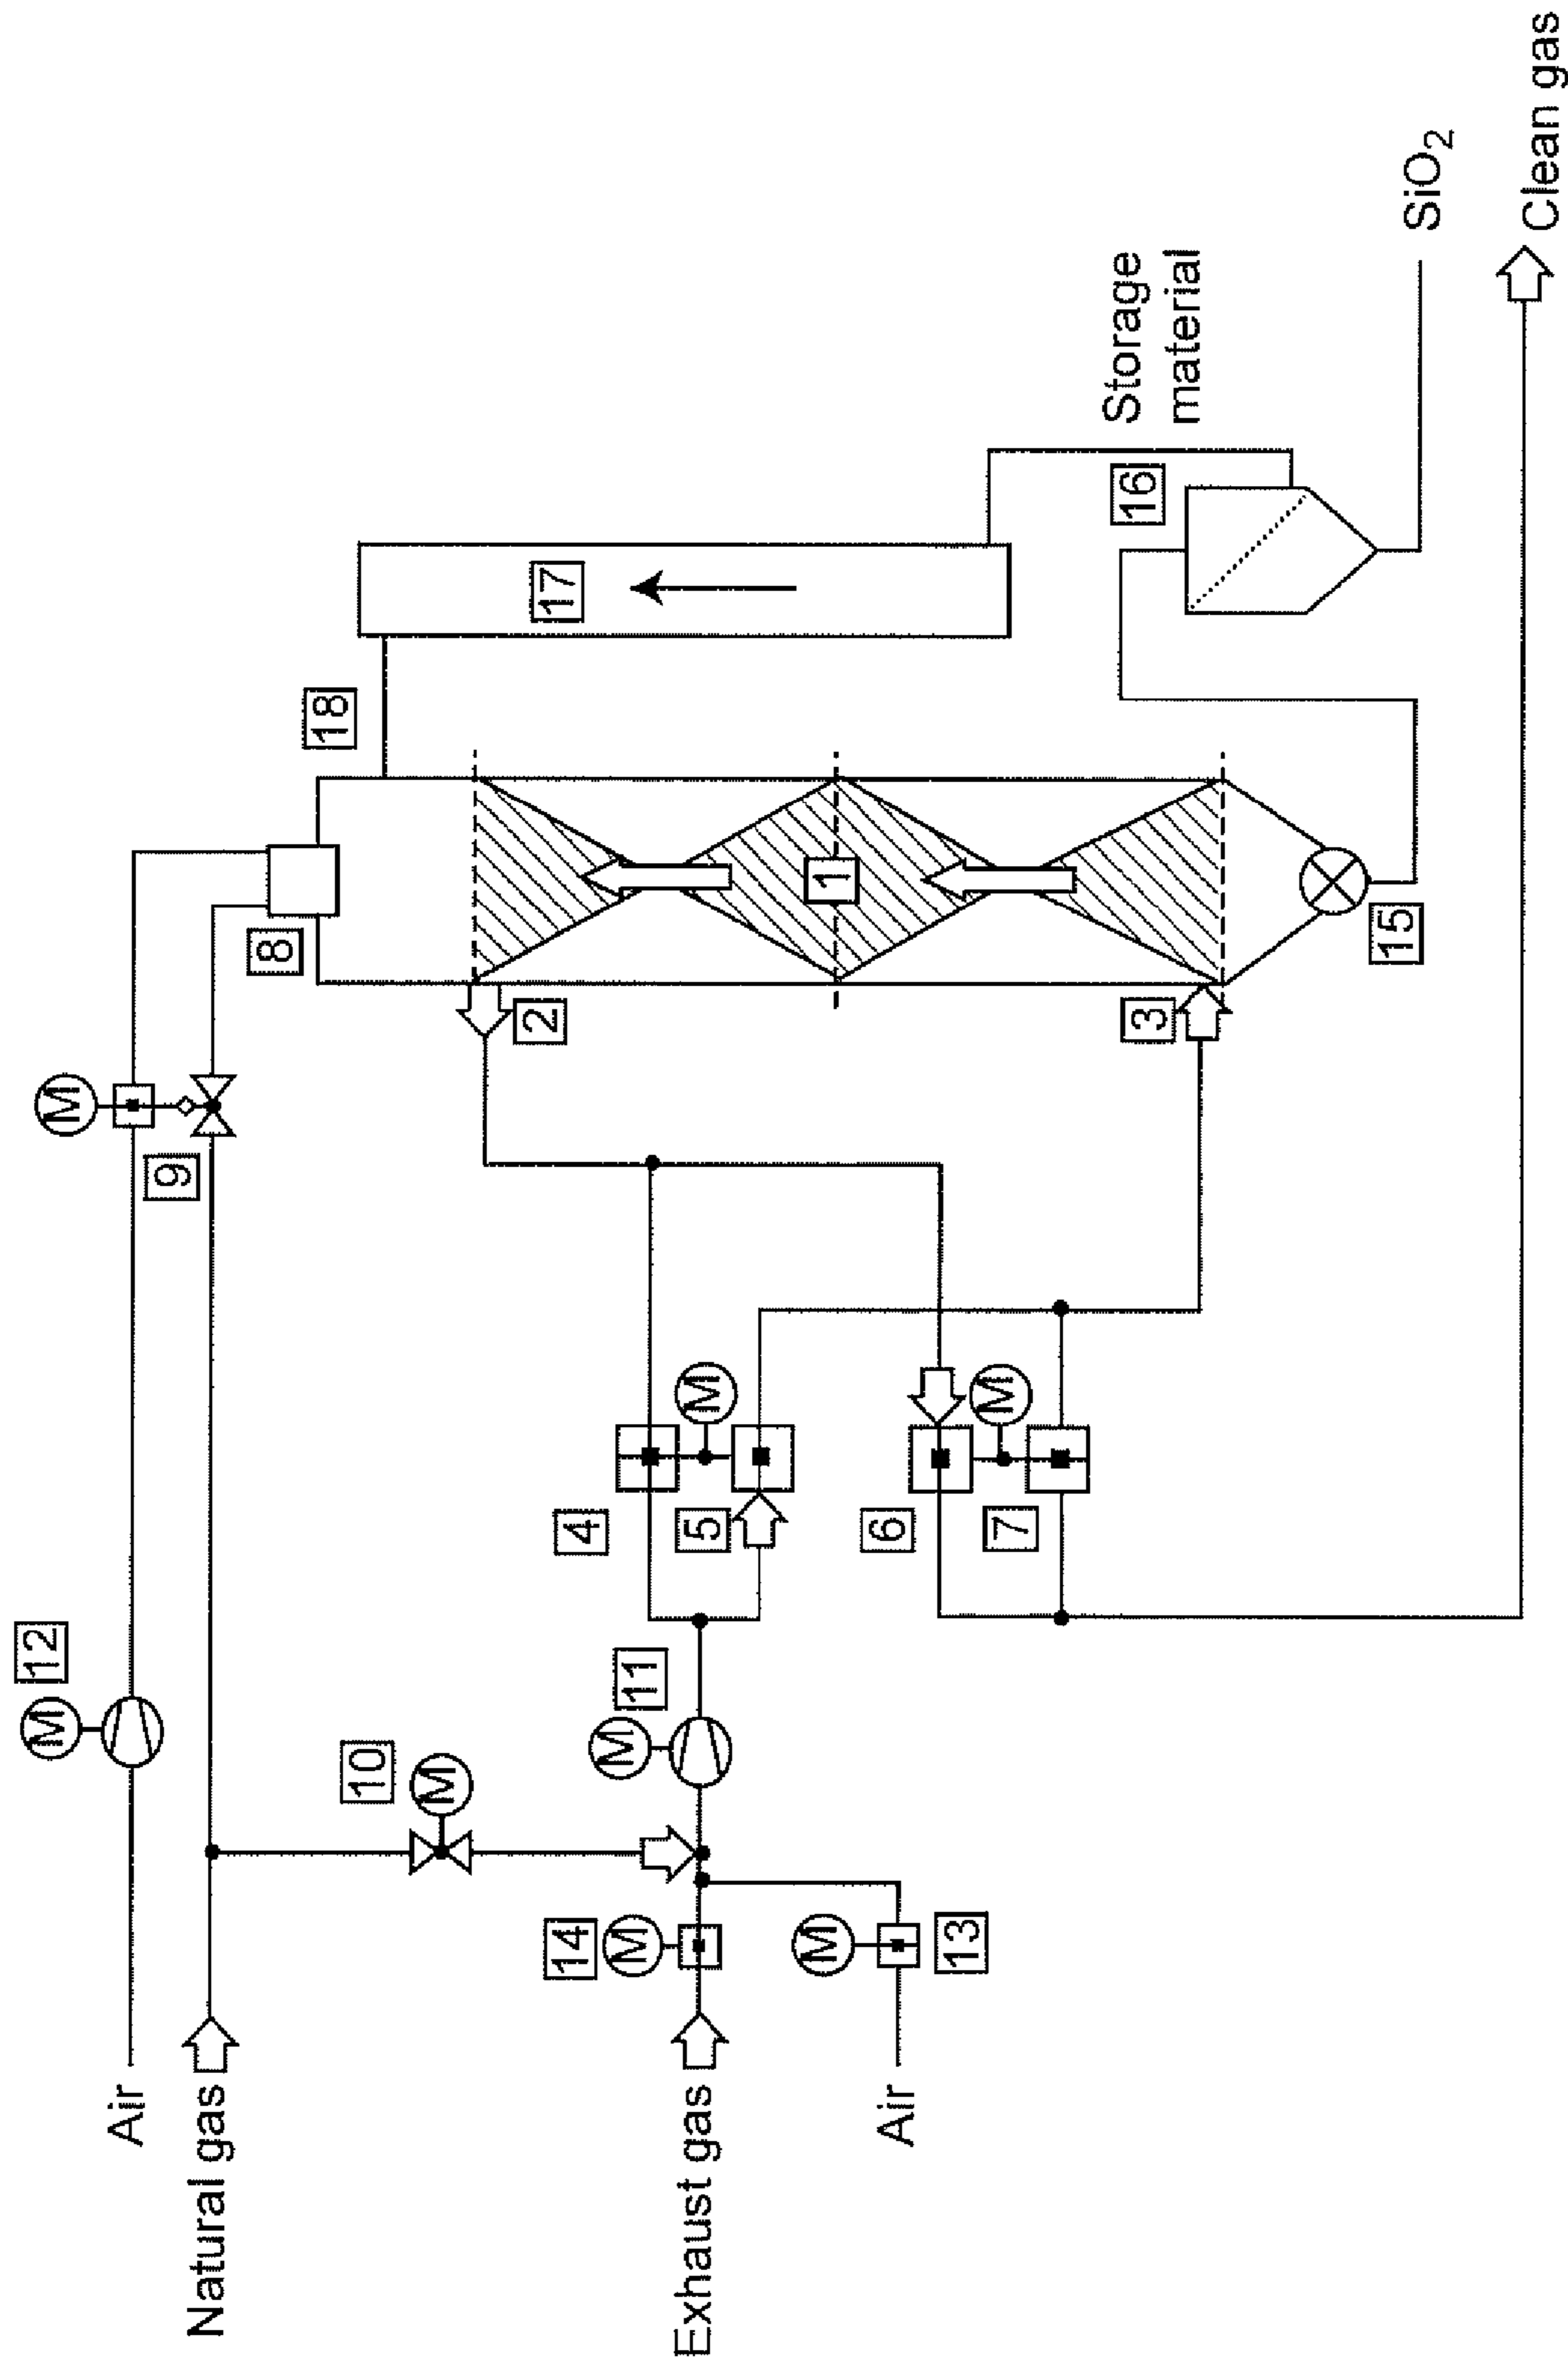 Air
Natural gas
Exhaust gas
Air
12
M
10
M
11
M
14
M
13
M
M
9
8
18
17
2
1
3
4
5
M
6
7
M
15
16
Storage
material
SiO₂
Clean gas